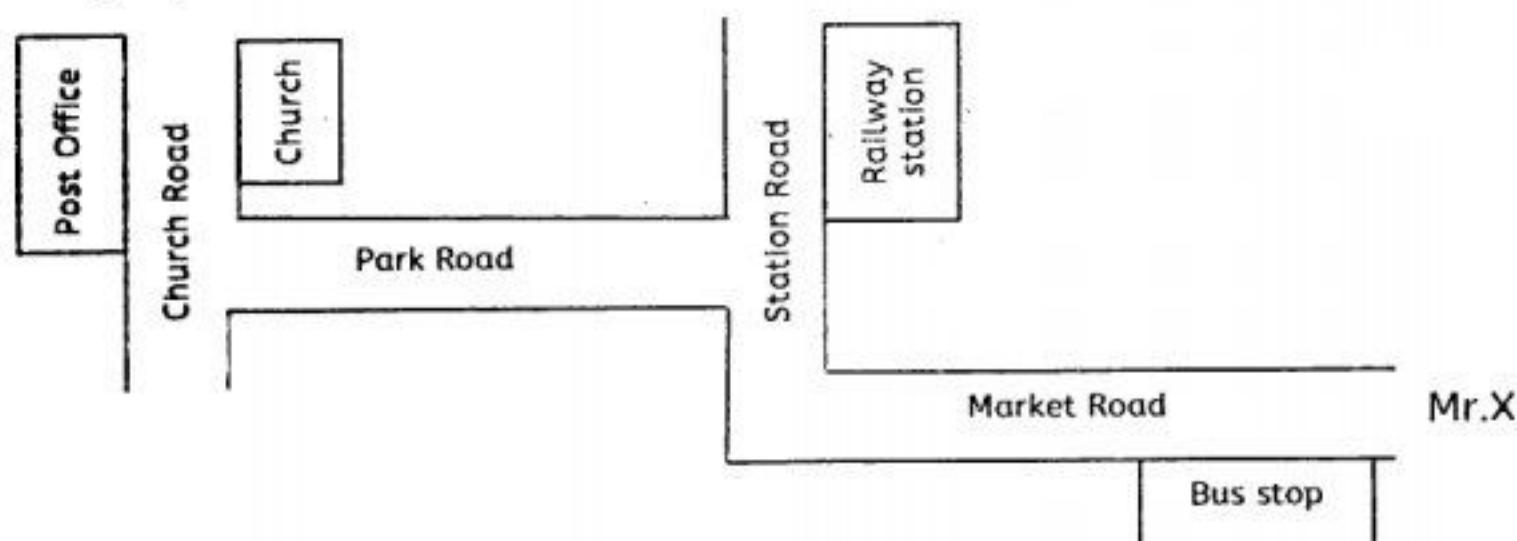 Post Office
Church Road
Church
Park Road
Station Road
Railway
station
Market Road
Mr.X
Bus stop